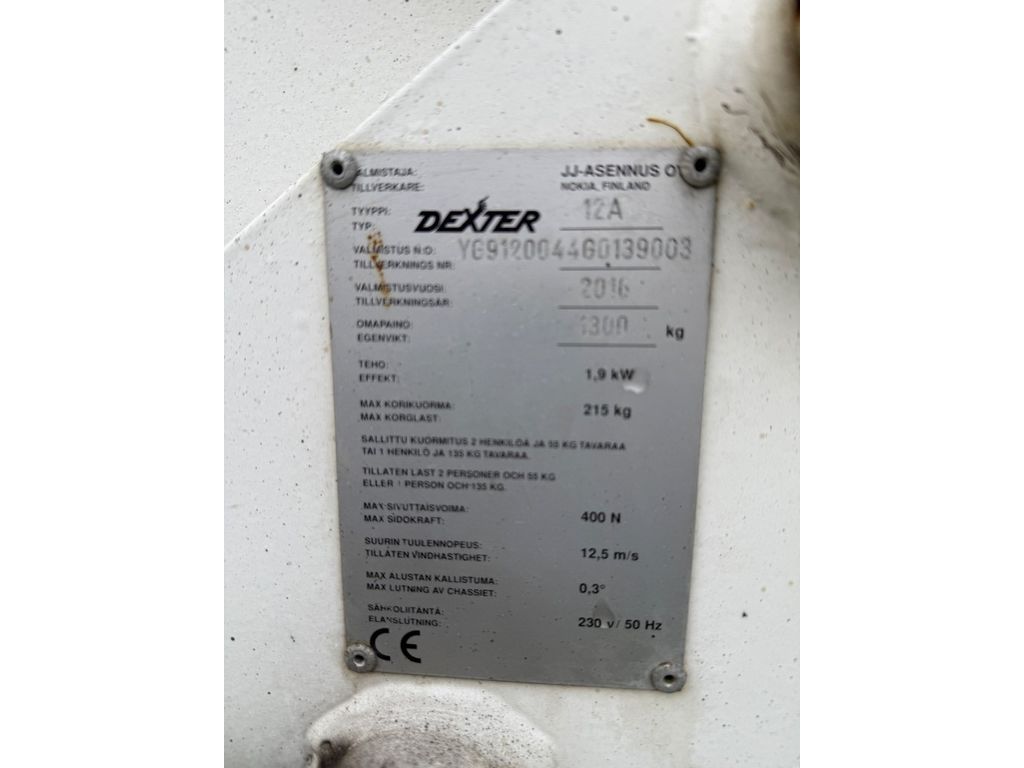 VALMISTAJA: JJ-ASENNUS OY
TILLVERKARE: NOKIA, FINLAND
TYYPPI: DEXTER 12A
TYP:
VALMISTUS N:O: YG912004460139003
TILLVERKNINGS NR:
VALMISTUSVUOSI: 2016
TILLVERKNINGSÅR:
OMAPAINO: 1300 kg
EGENVIKT:
TEHO: 1,9 kW
EFFEKT:
MAX KORIKUORMA: 215 kg
MAX KORGLAST:
SALLITTU KUORMITUS 2 HENKILÖÄ JA 55 KG TAVARAA
TAI 1 HENKILÖ JA 135 KG TAVARAA.
TILLÅTEN LAST 2 PERSONER OCH 55 KG
ELLER 1 PERSON OCH 135 KG.
MAX SIVUTTAISVOIMA: 400 N
MAX SIDOKRAFT:
SUURIN TUULENNOPEUS: 12,5 m/s
TILLÅTEN VINDHASTIGHET:
MAX ALUSTAN KALLISTUMA: 0,3°
MAX LUTNING AV CHASSIET:
SÄHKÖLIITÄNTÄ: 230 v/ 50 Hz
ELANSLUTNING:
CE